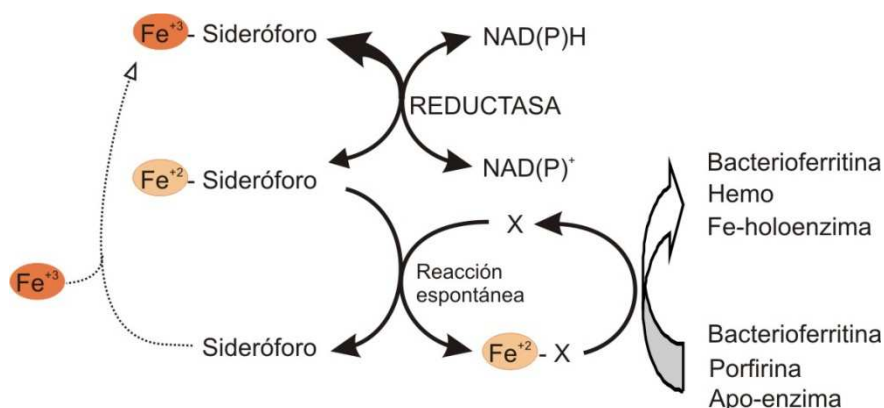 Fe+3 - Sideróforo
NAD(P)H
REDUCTASA
Fe+2 - Sideróforo
NAD(P)+
Bacterioferritina
Hemo
Fe-holoenzima
X
Reacción
espontánea
Fe+3
Sideróforo
Fe+2 - X
Bacterioferritina
Porfirina
Apo-enzima